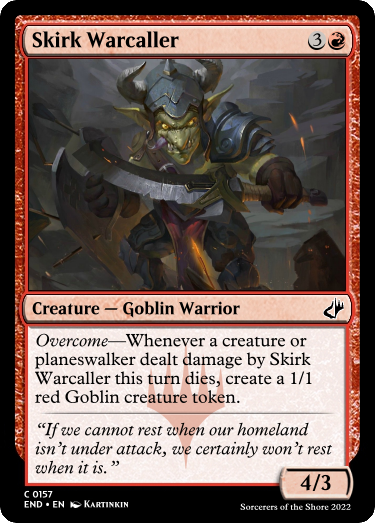 Skirk Warcaller 3
Creature — Goblin Warrior
Overcome—Whenever a creature or
planeswalker dealt damage by Skirk
Warcaller this turn dies, create a 1/1
red Goblin creature token.
“If we cannot rest when our homeland
isn’t under attack, we certainly won’t rest
when it is.”
4/3
C 0157
END • EN Kartinkin
Sorcerers of the Shore 2022